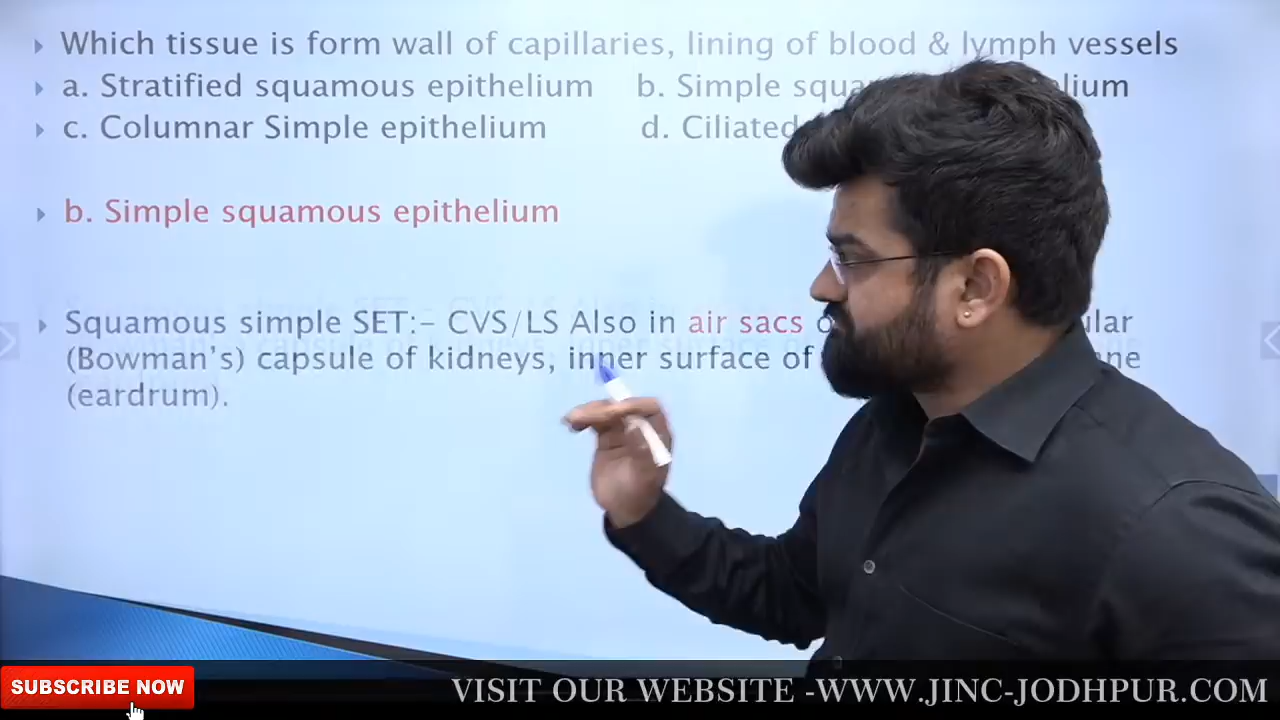 Which tissue is form wall of capillaries, lining of blood & lymph vessels
a. Stratified squamous epithelium b. Simple
c. Columnar Simple epithelium d. Ciliated
b. Simple squamous epithelium
Squamous simple SET:- CVS/LS Also in air sacs
(Bowman's) capsule of kidneys, inner surface of
(eardrum).
SUBSCRIBE NOW
VISIT OUR WEBSITE -WWW.JINC-JODHPUR.COM